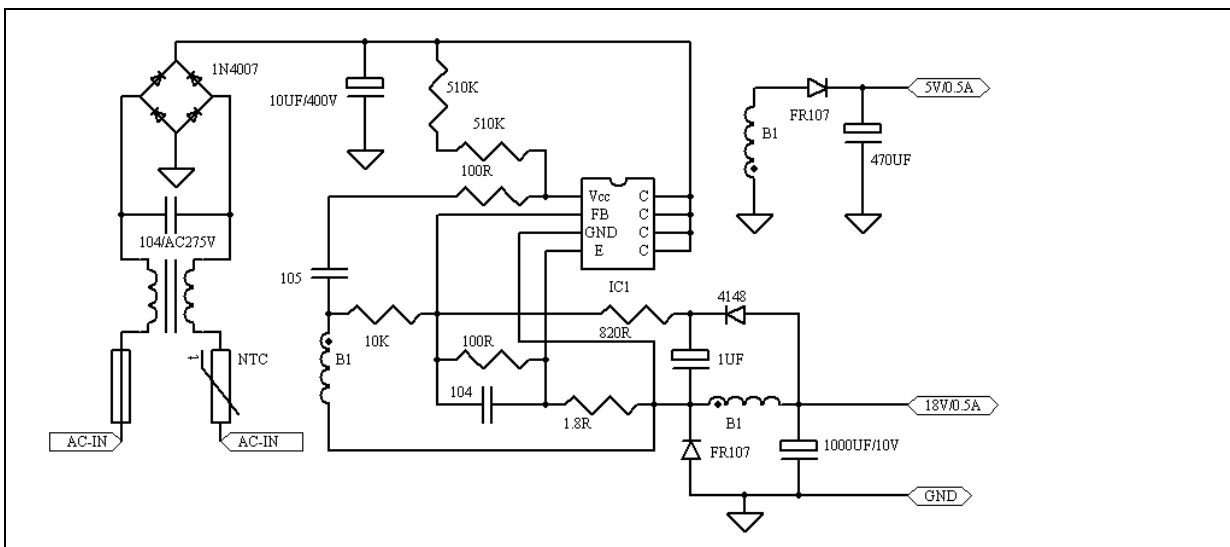 1N4007
10UF/400V
510K
510K
100R
FR107
5V/0.5A
B1
470UF
Vcc C
FB C
GND C
E C
IC1
104/AC275V
105
10K
820R
4148
1UF
t
NTC
B1
100R
104
1.8R
B1
18V/0.5A
FR107
1000UF/10V
AC-IN
AC-IN
GND